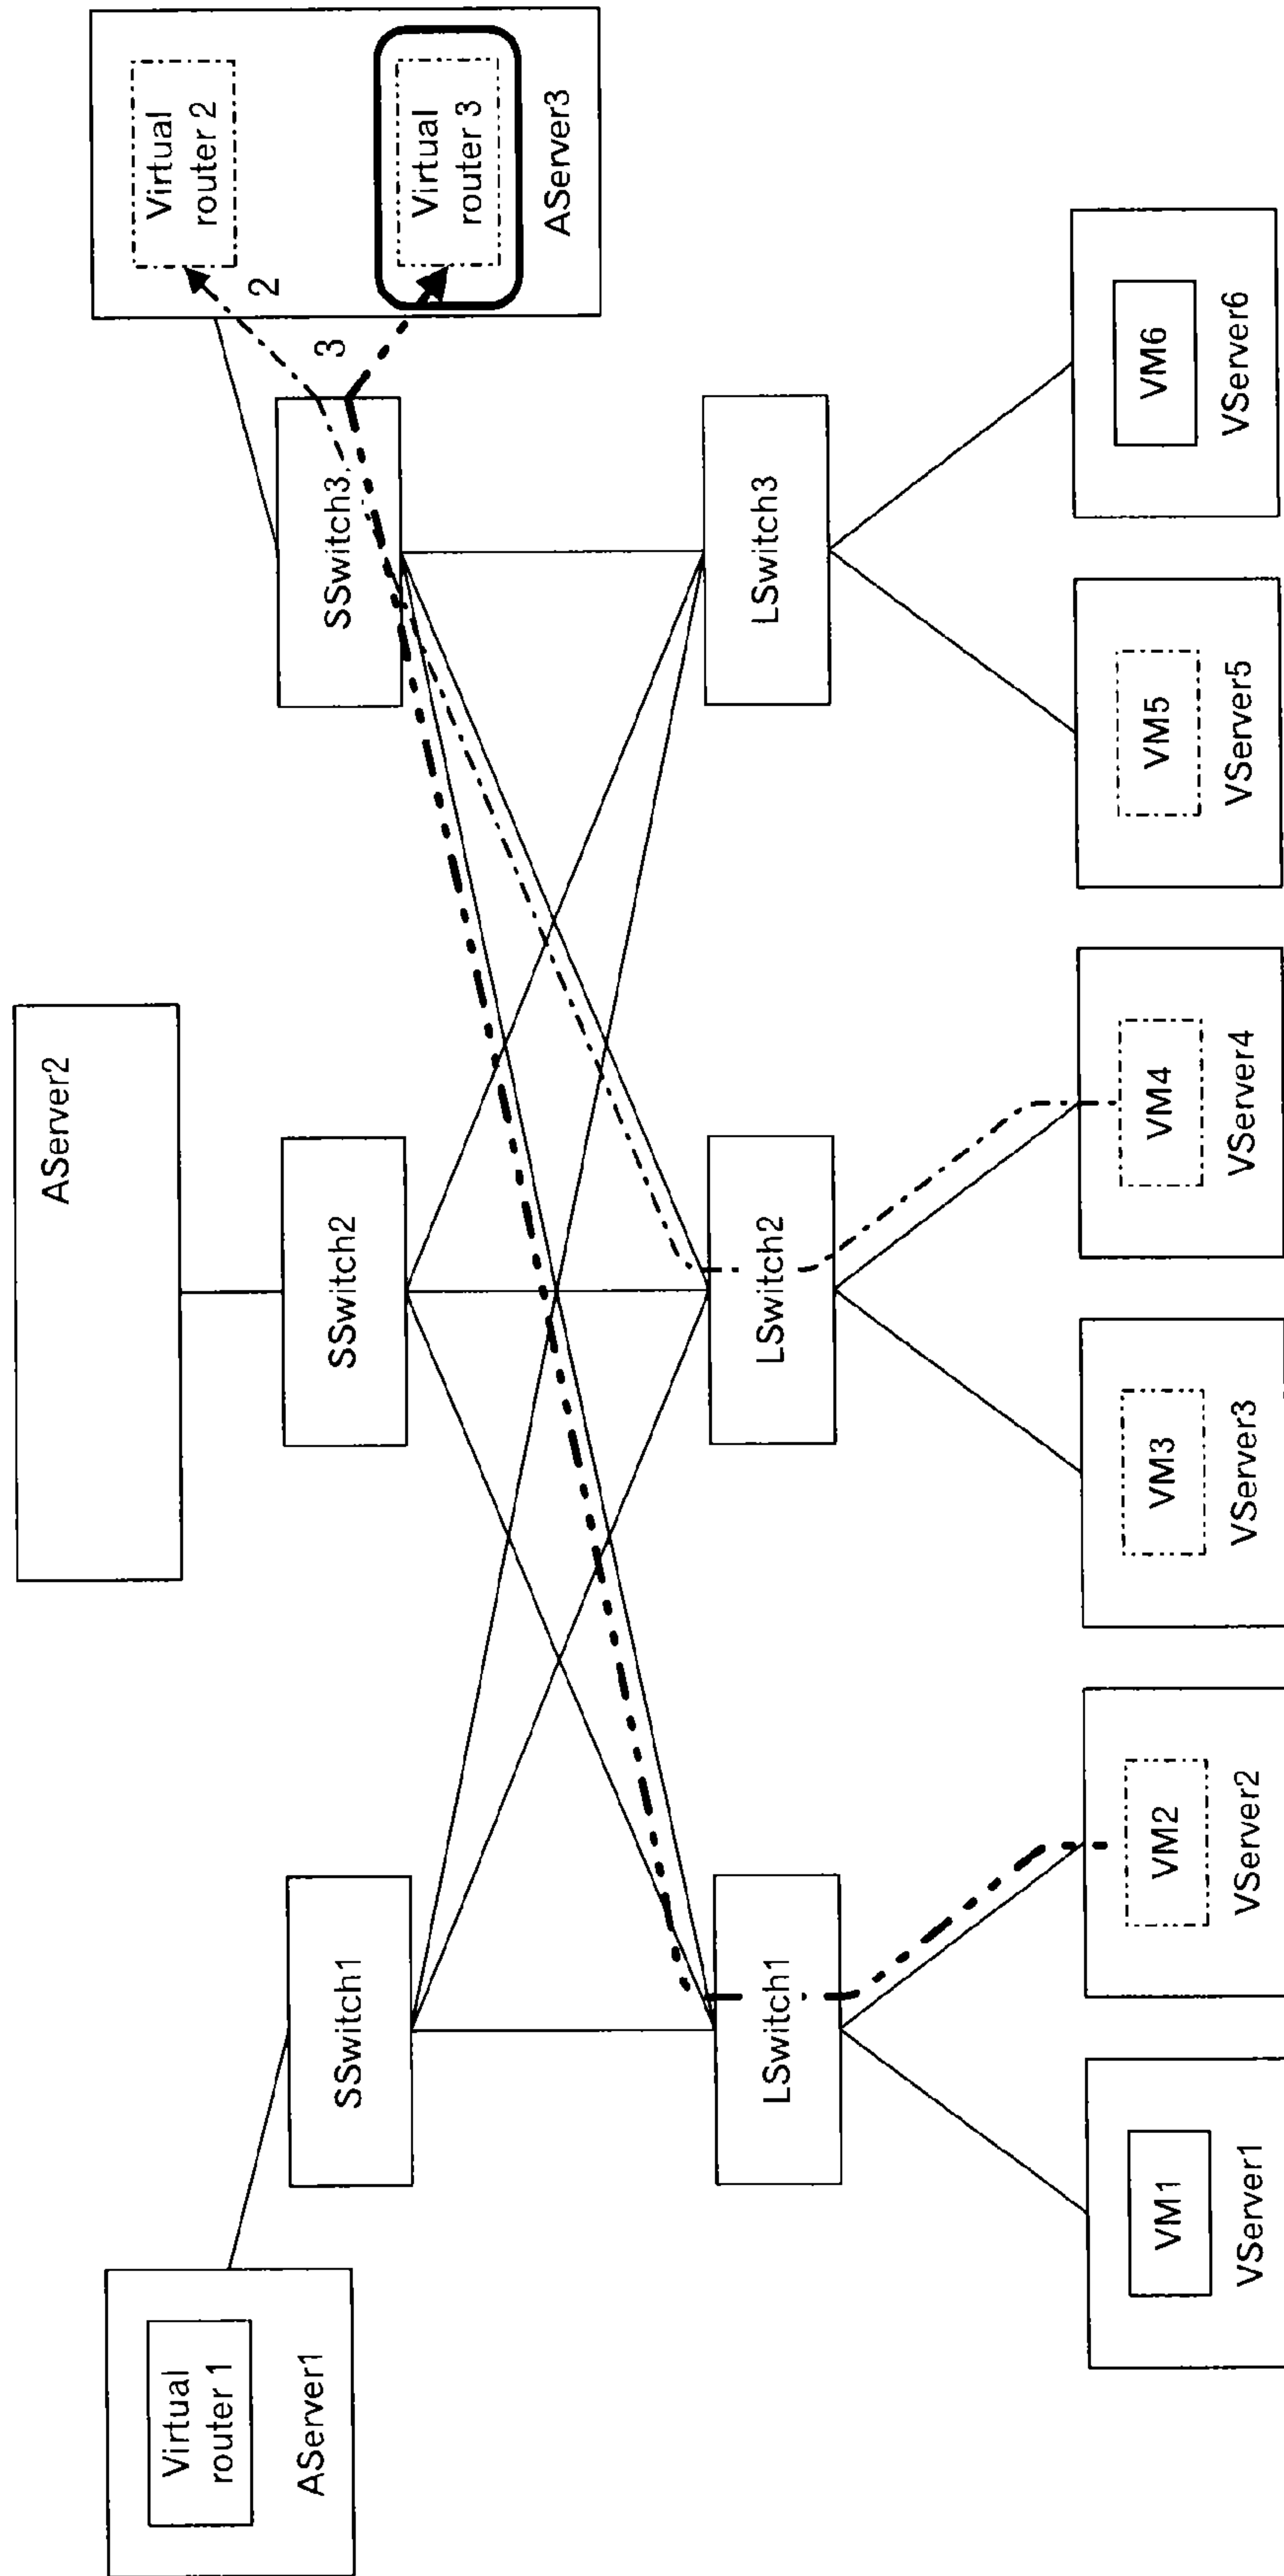 AServer2
Virtual
router 1
AServer1
Virtual
router 2
Virtual
router 3
AServer3
2
3
SSwitch1
SSwitch2
SSwitch3
LSwitch1
LSwitch2
LSwitch3
VM1
VServer1
VM2
VServer2
VM3
VServer3
VM4
VServer4
VM5
VServer5
VM6
VServer6